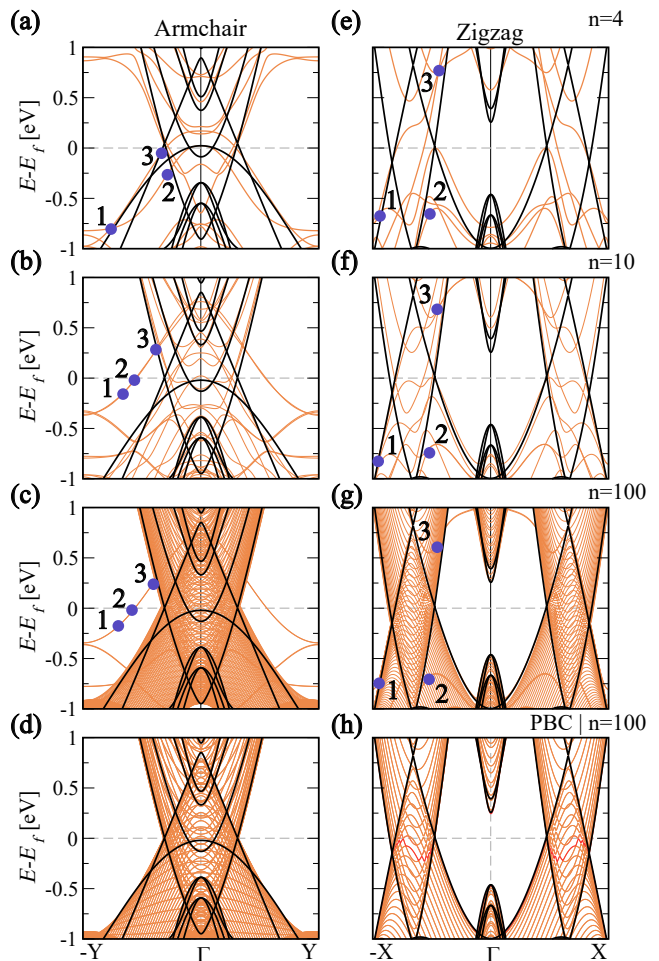 (a) Armchair (e) Zigzag n=4
1
0.5
0
-0.5
-1
E-E_f [eV]
1 2 3
1 2 3
(b) (f) n=10
1
0.5
0
-0.5
-1
E-E_f [eV]
1 2 3
1 2 3
(c) (g) n=100
1
0.5
0
-0.5
-1
E-E_f [eV]
1 2 3
1 2 3
(d) (h) PBC | n=100
1
0.5
0
-0.5
-1
E-E_f [eV]
-Y Γ Y -X Γ X